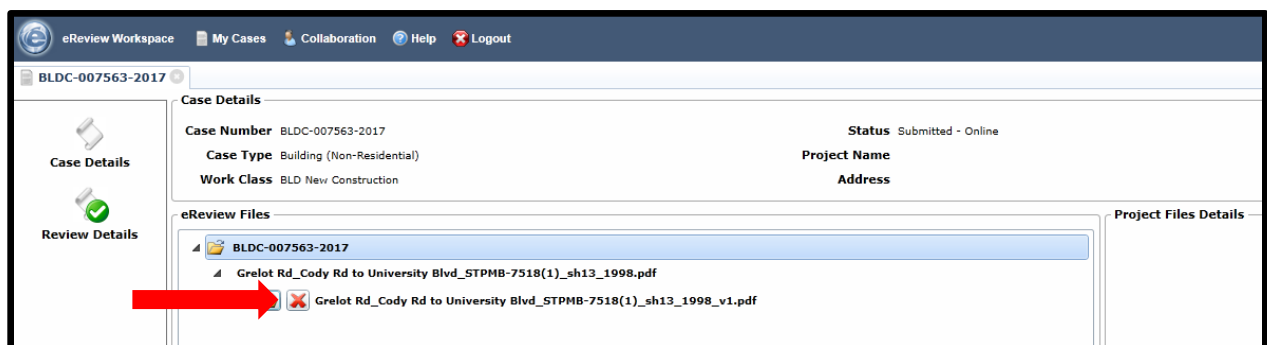 eReview Workspace My Cases Collaboration Help Logout
BLDC-007563-2017
Case Details
Review Details
Case Details
Case Number BLDC-007563-2017 Status Submitted - Online
Case Type Building (Non-Residential) Project Name
Work Class BLD New Construction Address
eReview Files
BLDC-007563-2017
Grelot Rd_Cody Rd to University Blvd_STPMB-7518(1)_sh13_1998.pdf
Grelot Rd_Cody Rd to University Blvd_STPMB-7518(1)_sh13_1998_v1.pdf
Project Files Details